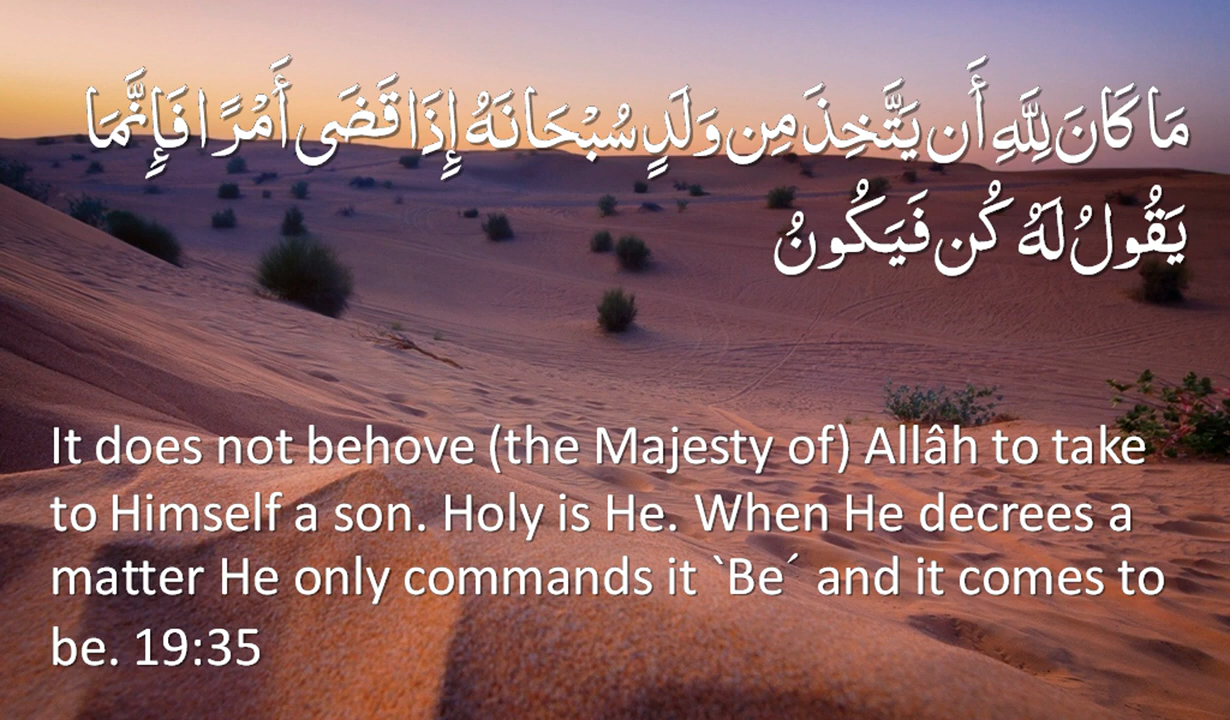 مَا كَانَ لِلَّهِ أَن يَتَّخِذَ مِن وَلَدٍ سُبْحَانَهُ إِذَا قَضَى أَمْرًا فَإِنَّمَا
يَقُولُ لَهُ كُن فَيَكُونُ
It does not behove (the Majesty of) Allâh to take
to Himself a son. Holy is He. When He decrees a
matter He only commands it `Be´ and it comes to
be. 19:35